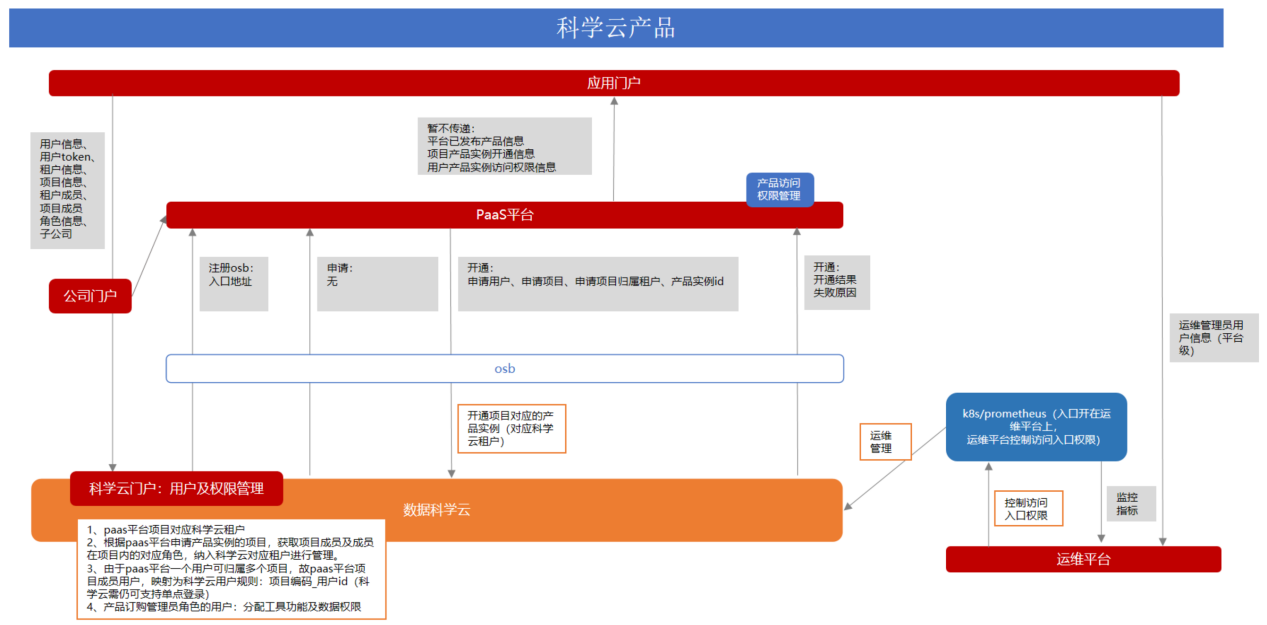 科学云产品
应用门户
用户信息、
用户token、
租户信息、
项目信息、
租户成员、
项目成员
角色信息、
子公司
暂不传递：
平台已发布产品信息
项目产品实例开通信息
用户产品实例访问权限信息
产品访问
权限管理
PaaS平台
公司门户
注册osb：
入口地址
申请：
无
开通：
申请用户、申请项目、申请项目归属租户、产品实例id
开通：
开通结果
失败原因
运维管理员用
户信息（平台
级）
osb
开通项目对应的产
品实例（对应科学
云租户）
运维
管理
k8s/prometheus（入口开在运
维平台上，
运维平台控制访问入口权限）
科学云门户：用户及权限管理
数据科学云
控制访问
入口权限
监控
指标
运维平台
1、paas平台项目对应科学云租户
2、根据paas平台申请产品实例的项目，获取项目成员及成员
在项目内的对应角色，纳入科学云对应租户进行管理。
3、由于paas平台一个用户可归属多个项目，故paas平台项
目成员用户，映射为科学云用户规则：项目编码_用户id（科
学云需仍可支持单点登录）
4、产品订购管理员角色的用户：分配工具功能及数据权限